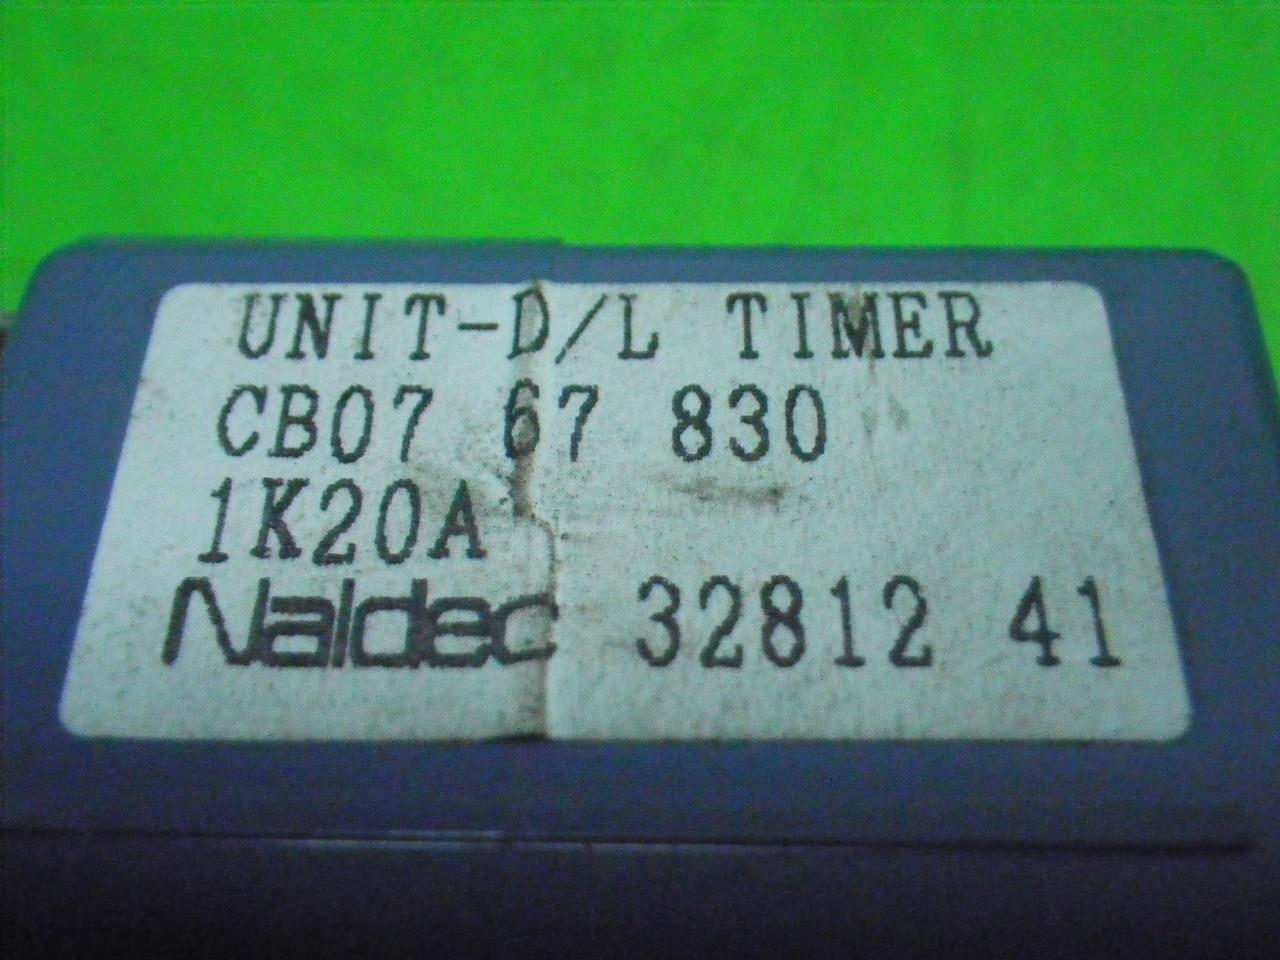 UNIT-D/L TIMER
CB07 67 830
1K20A
Naldec 32812 41